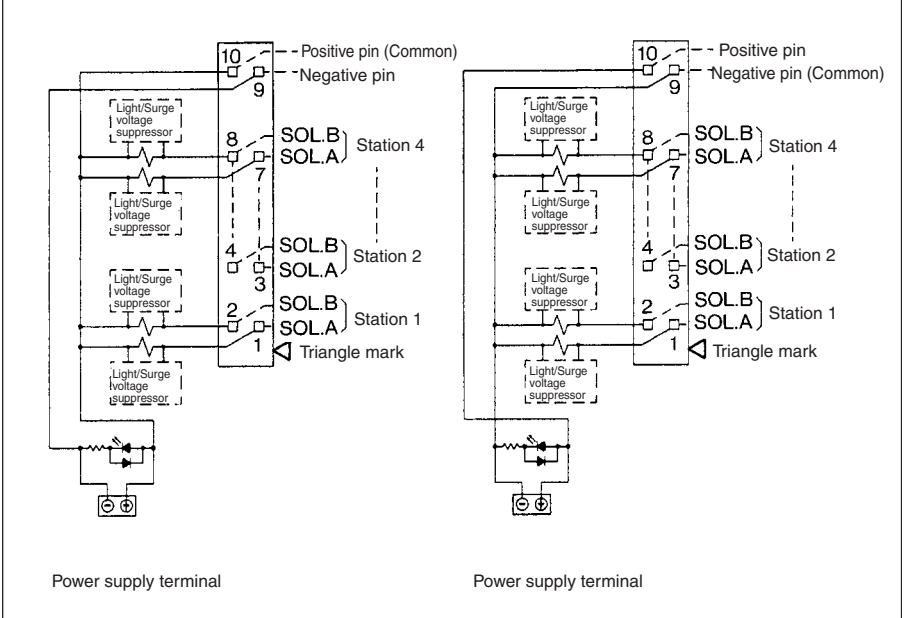 10
Positive pin (Common)
Negative pin
9
Light/Surge
voltage
suppressor
8
SOL.B
SOL.A
Station 4
7
Light/Surge
voltage
suppressor
4
SOL.B
SOL.A
Station 2
3
Light/Surge
voltage
suppressor
2
SOL.B
SOL.A
Station 1
1
Triangle mark
Light/Surge
voltage
suppressor
⊖ ⊕
Power supply terminal
10
Positive pin
Negative pin (Common)
9
Light/Surge
voltage
suppressor
8
SOL.B
SOL.A
Station 4
7
Light/Surge
voltage
suppressor
4
SOL.B
SOL.A
Station 2
3
Light/Surge
voltage
suppressor
2
SOL.B
SOL.A
Station 1
1
Triangle mark
Light/Surge
voltage
suppressor
⊖ ⊕
Power supply terminal